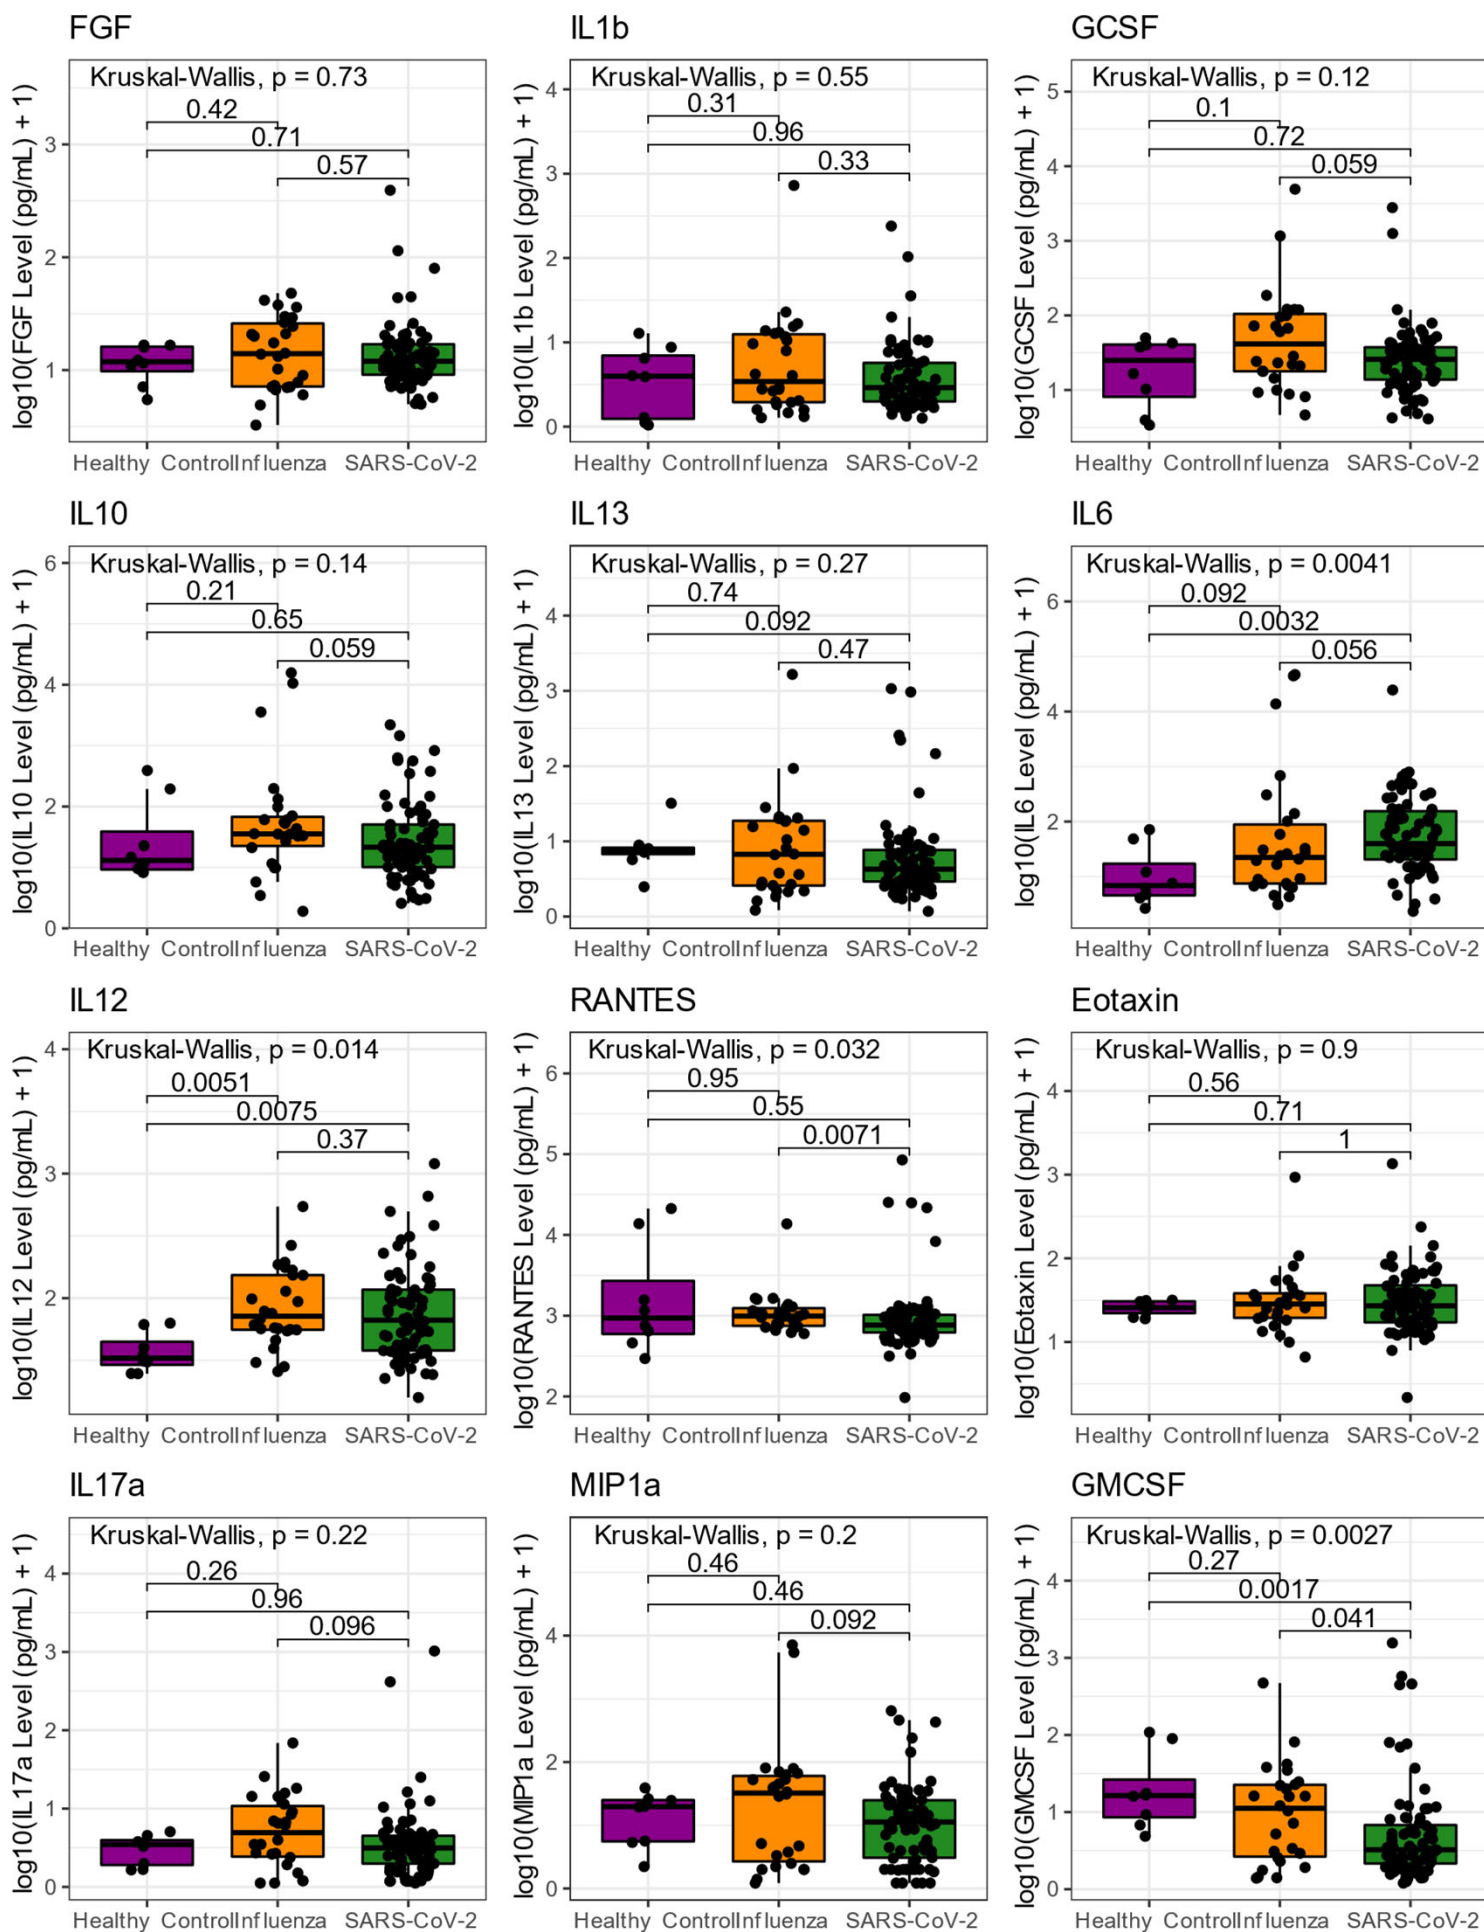 FGF
Kruskal-Wallis, p = 0.73
0.42
0.71
0.57
log10(FGF Level (pg/mL) + 1)
3
2
1
Healthy Control
Influenza
SARS-CoV-2
IL1b
Kruskal-Wallis, p = 0.55
0.31
0.96
0.33
log10(IL1b Level (pg/mL) + 1)
4
3
2
1
0
Healthy Control
Influenza
SARS-CoV-2
GCSF
Kruskal-Wallis, p = 0.12
0.1
0.72
0.059
log10(GCSF Level (pg/mL) + 1)
5
4
3
2
1
Healthy Control
Influenza
SARS-CoV-2
IL10
Kruskal-Wallis, p = 0.14
0.21
0.65
0.059
log10(IL10 Level (pg/mL) + 1)
6
4
2
0
Healthy Control
Influenza
SARS-CoV-2
IL13
Kruskal-Wallis, p = 0.27
0.74
0.092
0.47
log10(IL13 Level (pg/mL) + 1)
4
3
2
1
0
Healthy Control
Influenza
SARS-CoV-2
IL6
Kruskal-Wallis, p = 0.0041
0.092
0.0032
0.056
log10(IL6 Level (pg/mL) + 1)
6
4
2
Healthy Control
Influenza
SARS-CoV-2
IL12
Kruskal-Wallis, p = 0.014
0.0051
0.0075
0.37
log10(IL12 Level (pg/mL) + 1)
4
3
2
Healthy Control
Influenza
SARS-CoV-2
RANTES
Kruskal-Wallis, p = 0.032
0.95
0.55
0.0071
log10(RANTES Level (pg/mL) + 1)
6
5
4
3
2
Healthy Control
Influenza
SARS-CoV-2
Eotaxin
Kruskal-Wallis, p = 0.9
0.56
0.71
1
log10(Eotaxin Level (pg/mL) + 1)
4
3
2
1
Healthy Control
Influenza
SARS-CoV-2
IL17a
Kruskal-Wallis, p = 0.22
0.26
0.96
0.096
log10(IL17a Level (pg/mL) + 1)
4
3
2
1
0
Healthy Control
Influenza
SARS-CoV-2
MIP1a
Kruskal-Wallis, p = 0.2
0.46
0.46
0.092
log10(MIP1a Level (pg/mL) + 1)
4
2
0
Healthy Control
Influenza
SARS-CoV-2
GMCSF
Kruskal-Wallis, p = 0.0027
0.27
0.0017
0.041
log10(GMCSF Level (pg/mL) + 1)
4
3
2
1
0
Healthy Control
Influenza
SARS-CoV-2